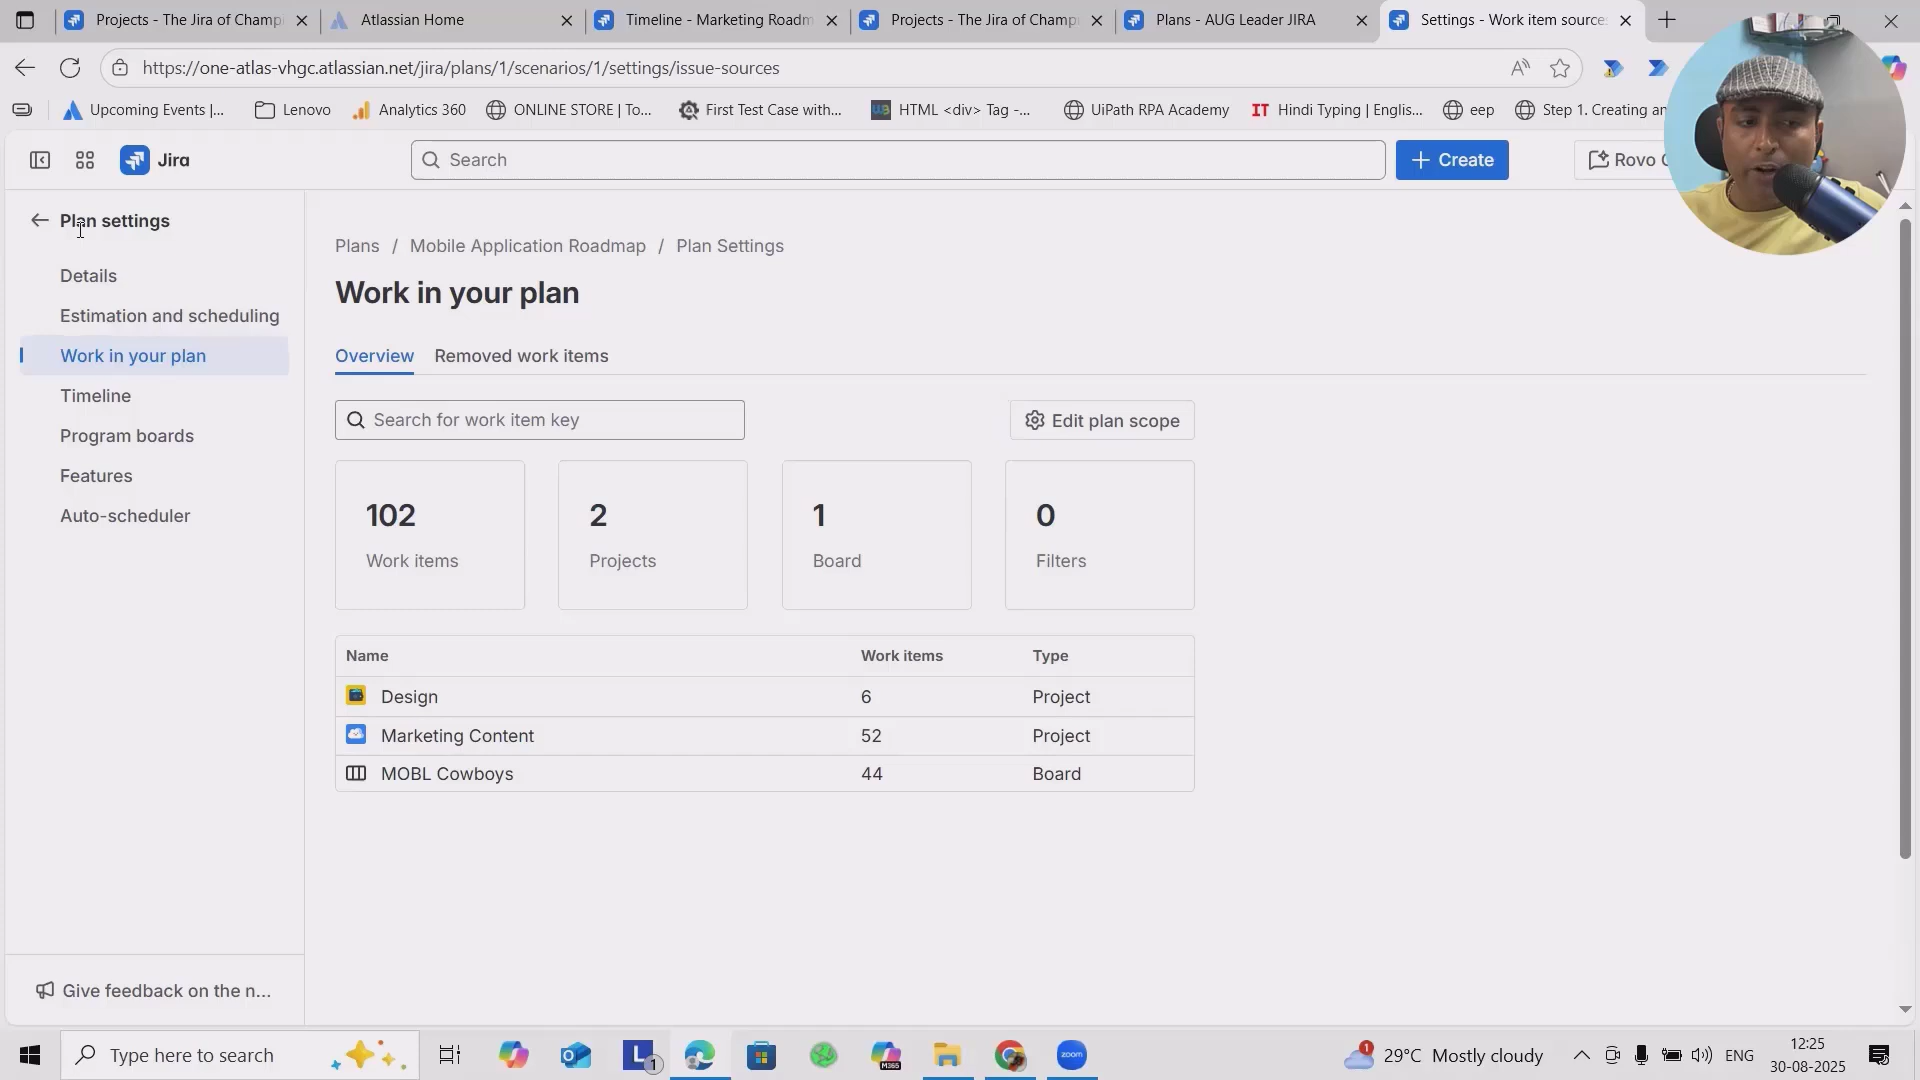 Projects - The Jira of Champ
Atlassian Home
Timeline - Marketing Roadm
Projects - The Jira of Champ
Plans - AUG Leader JIRA
Settings - Work item source
https://one-atlas-vhgc.atlassian.net/jira/plans/1/scenarios/1/settings/issue-sources
Upcoming Events |...
Lenovo
Analytics 360
ONLINE STORE | To...
First Test Case with...
HTML <div> Tag -...
UiPath RPA Academy
IT Hindi Typing | Englis...
eep
Step 1. Creating an
Jira
Search
Create
Rovo
Plan settings
Details
Estimation and scheduling
Work in your plan
Timeline
Program boards
Features
Auto-scheduler
Give feedback on the n...
Plans / Mobile Application Roadmap / Plan Settings
Work in your plan
Overview
Removed work items
Search for work item key
Edit plan scope
102
Work items
2
Projects
1
Board
0
Filters
Name Work items Type
Design 6 Project
Marketing Content 52 Project
MOBL Cowboys 44 Board
Type here to search
L
1
M365
zoom
1
29°C Mostly cloudy
ENG
12:25
30-08-2025